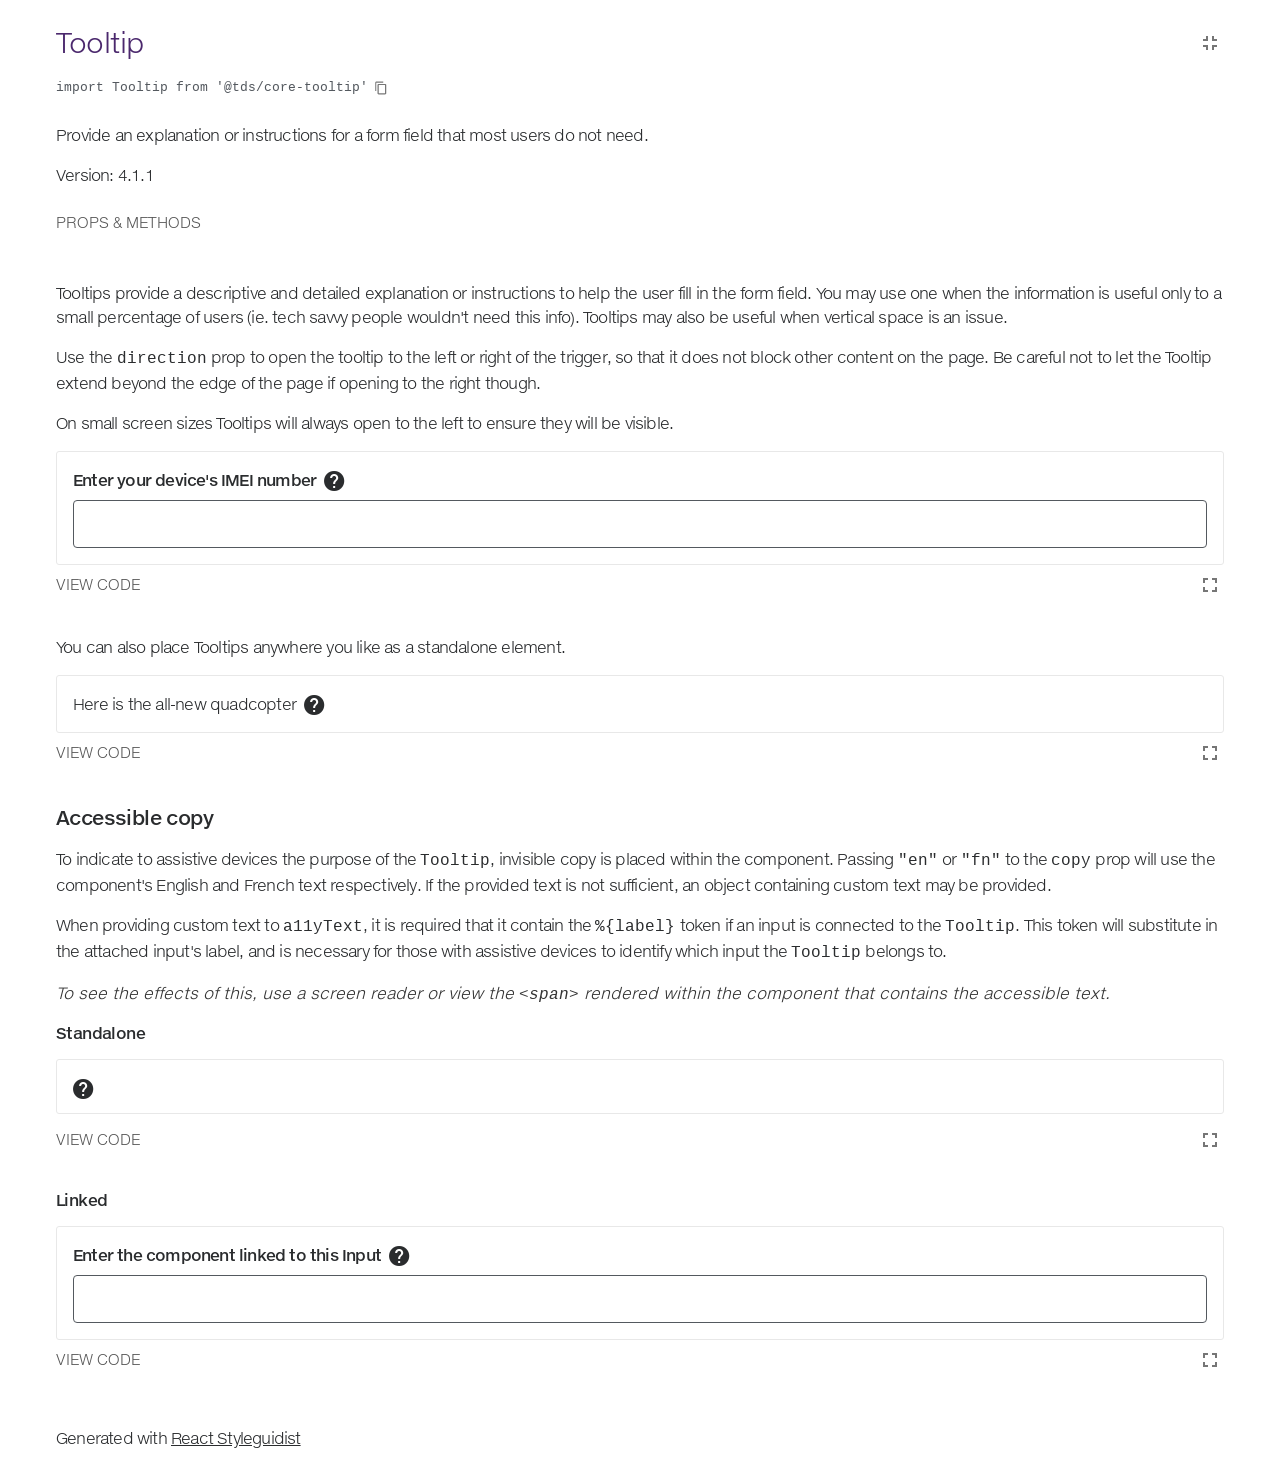 Tooltip
import Tooltip from '@tds/core-tooltip'
Provide an explanation or instructions for a form field that most users do not need.
Version: 4.1.1
PROPS & METHODS
Tooltips provide a descriptive and detailed explanation or instructions to help the user fill in the form field. You may use one when the information is useful only to a
small percentage of users (ie. tech savvy people wouldn't need this info). Tooltips may also be useful when vertical space is an issue.
Use the direction prop to open the tooltip to the left or right of the trigger, so that it does not block other content on the page. Be careful not to let the Tooltip
extend beyond the edge of the page if opening to the right though.
On small screen sizes Tooltips will always open to the left to ensure they will be visible.
Enter your device's IMEI number ?
VIEW CODE
You can also place Tooltips anywhere you like as a standalone element.
Here is the all-new quadcopter ?
VIEW CODE
Accessible copy
To indicate to assistive devices the purpose of the Tooltip, invisible copy is placed within the component. Passing "en" or "fn" to the copy prop will use the
component's English and French text respectively. If the provided text is not sufficient, an object containing custom text may be provided.
When providing custom text to a11yText, it is required that it contain the %{label} token if an input is connected to the Tooltip. This token will substitute in
the attached input's label, and is necessary for those with assistive devices to identify which input the Tooltip belongs to.
To see the effects of this, use a screen reader or view the <span> rendered within the component that contains the accessible text.
Standalone
?
VIEW CODE
Linked
Enter the component linked to this Input ?
VIEW CODE
Generated with React Styleguidist